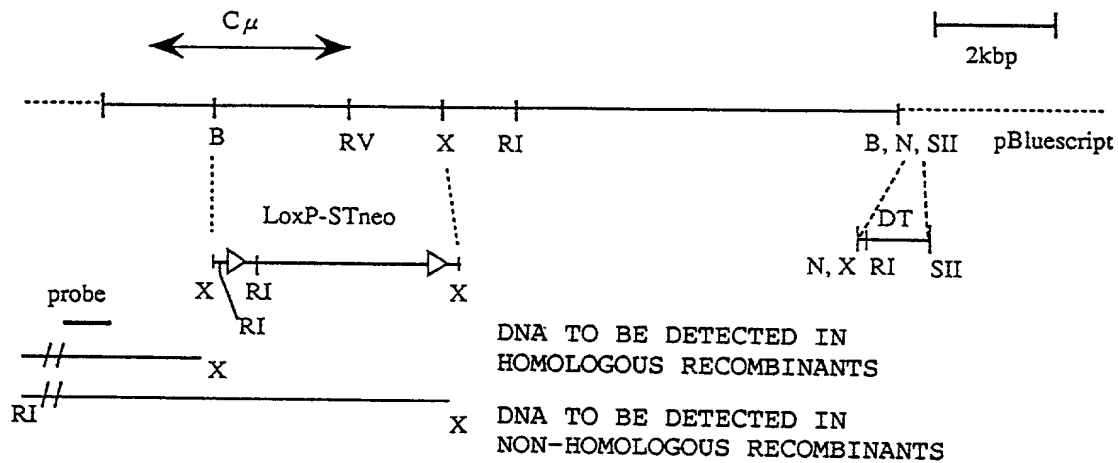 Cμ
2kbp
B RV X RI B, N, SII pBluescript
LoxP-STneo DT
N, X RI SII
X RI X
RI
probe
DNA TO BE DETECTED IN
HOMOLOGOUS RECOMBINANTS
X
RI X
DNA TO BE DETECTED IN
NON-HOMOLOGOUS RECOMBINANTS